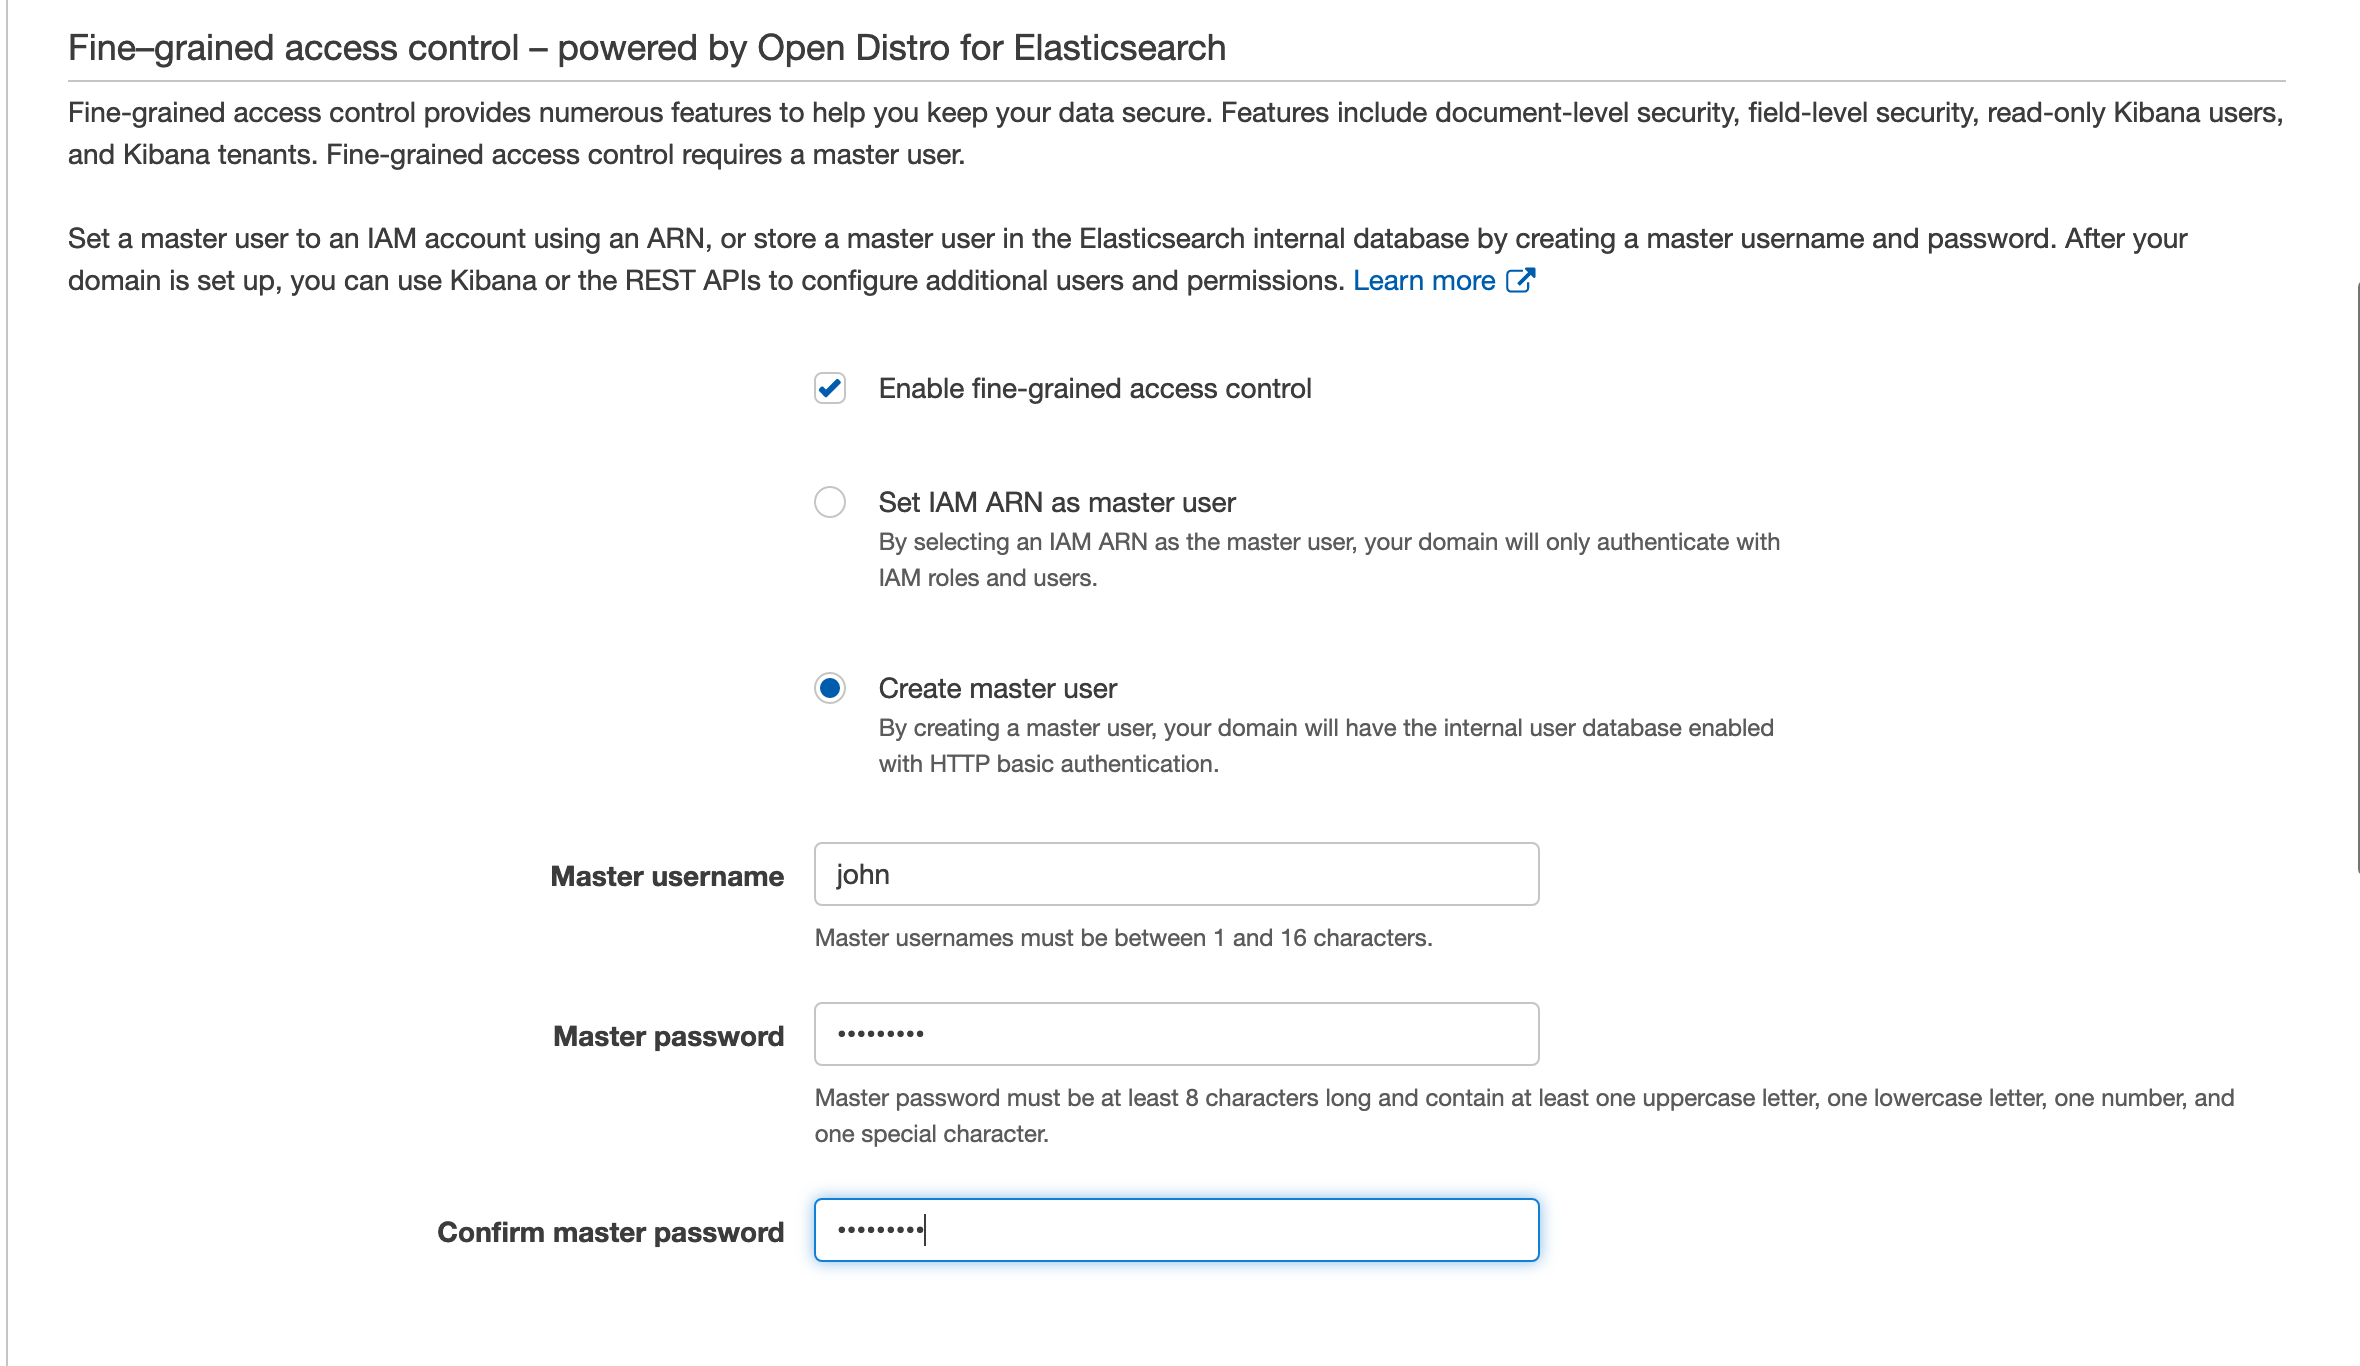 Fine–grained access control – powered by Open Distro for Elasticsearch
Fine-grained access control provides numerous features to help you keep your data secure. Features include document-level security, field-level security, read-only Kibana users,
and Kibana tenants. Fine-grained access control requires a master user.
Set a master user to an IAM account using an ARN, or store a master user in the Elasticsearch internal database by creating a master username and password. After your
domain is set up, you can use Kibana or the REST APIs to configure additional users and permissions. Learn more
Enable fine-grained access control
Set IAM ARN as master user
By selecting an IAM ARN as the master user, your domain will only authenticate with
IAM roles and users.
Create master user
By creating a master user, your domain will have the internal user database enabled
with HTTP basic authentication.
Master username john
Master usernames must be between 1 and 16 characters.
Master password •••••••••
Master password must be at least 8 characters long and contain at least one uppercase letter, one lowercase letter, one number, and
one special character.
Confirm master password •••••••••